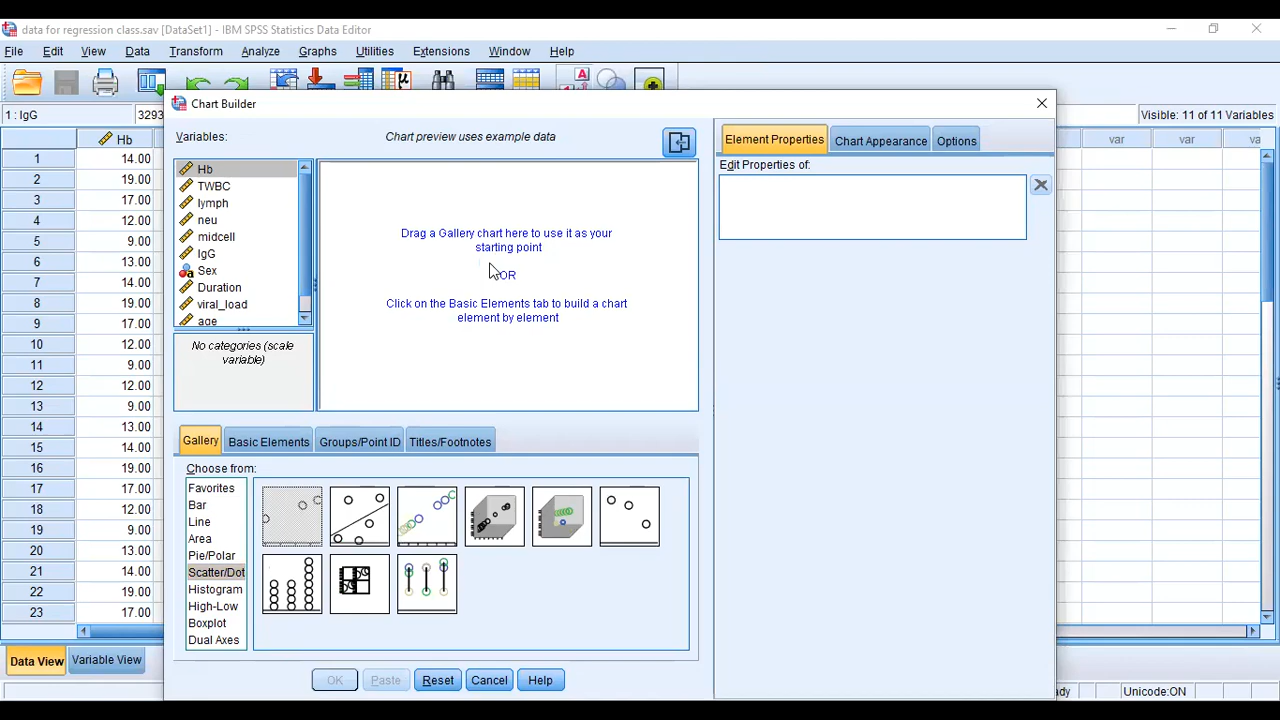 data for regression class.sav [DataSet1] - IBM SPSS Statistics Data Editor
File Edit View Data Transform Analyze Graphs Utilities Extensions Window Help
1 : IgG 3293
Visible: 11 of 11 Variables
Hb
var var var va
1 14.00
2 19.00
3 17.00
4 12.00
5 9.00
6 13.00
7 14.00
8 19.00
9 17.00
10 12.00
11 9.00
12 12.00
13 9.00
14 13.00
15 14.00
16 19.00
17 17.00
18 12.00
19 9.00
20 13.00
21 14.00
22 19.00
23 17.00
Data View Variable View
Unicode:ON
Chart Builder
Variables:
Chart preview uses example data
Hb
TWBC
lymph
neu
midcell
IgG
Sex
Duration
viral_load
age
No categories (scale
variable)
Drag a Gallery chart here to use it as your
starting point
OR
Click on the Basic Elements tab to build a chart
element by element
Gallery Basic Elements Groups/Point ID Titles/Footnotes
Choose from:
Favorites
Bar
Line
Area
Pie/Polar
Scatter/Dot
Histogram
High-Low
Boxplot
Dual Axes
OK Paste Reset Cancel Help
Element Properties Chart Appearance Options
Edit Properties of: